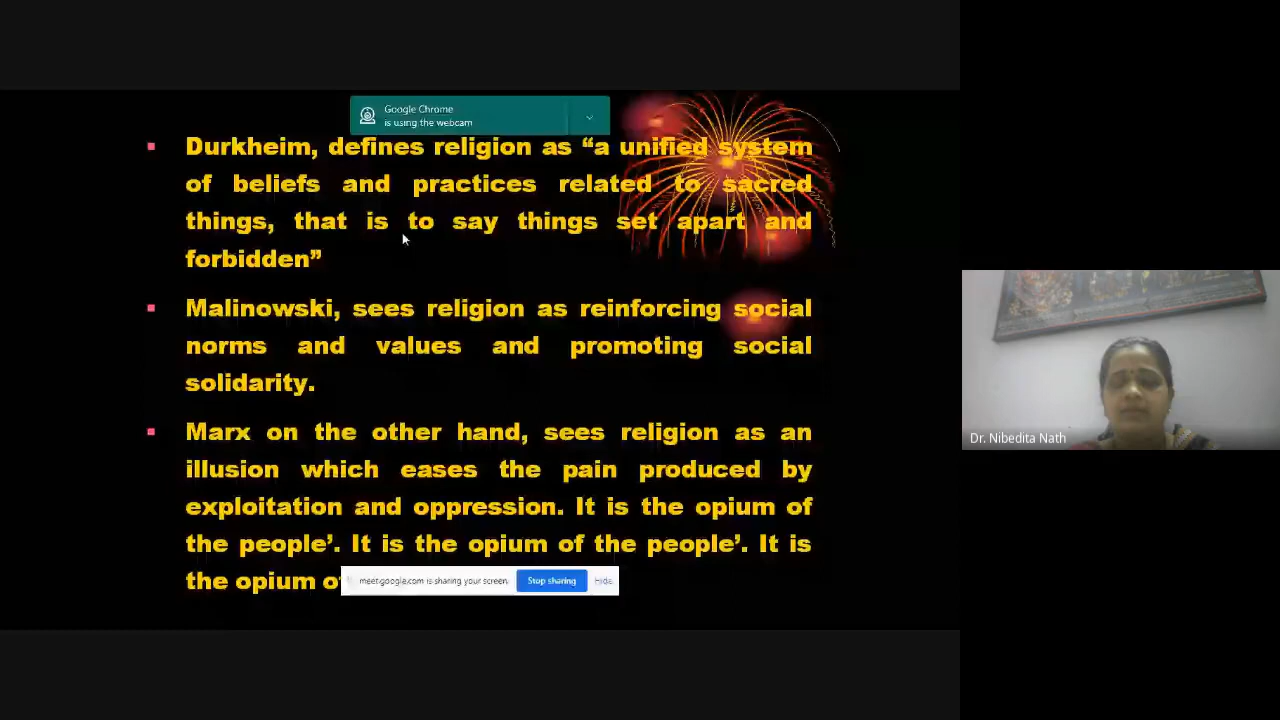 Google Chrome
is using the webcam
Durkheim, defines religion as “a unified system
of beliefs and practices related to sacred
things, that is to say things set apart and
forbidden”
Malinowski, sees religion as reinforcing social
norms and values and promoting social
solidarity.
Marx on the other hand, sees religion as an
illusion which eases the pain produced by
exploitation and oppression. It is the opium of
the people’. It is the opium of the people’. It is
the opium of
meet.google.com is sharing your screen.
Stop sharing
Hide
Dr. Nibedita Nath